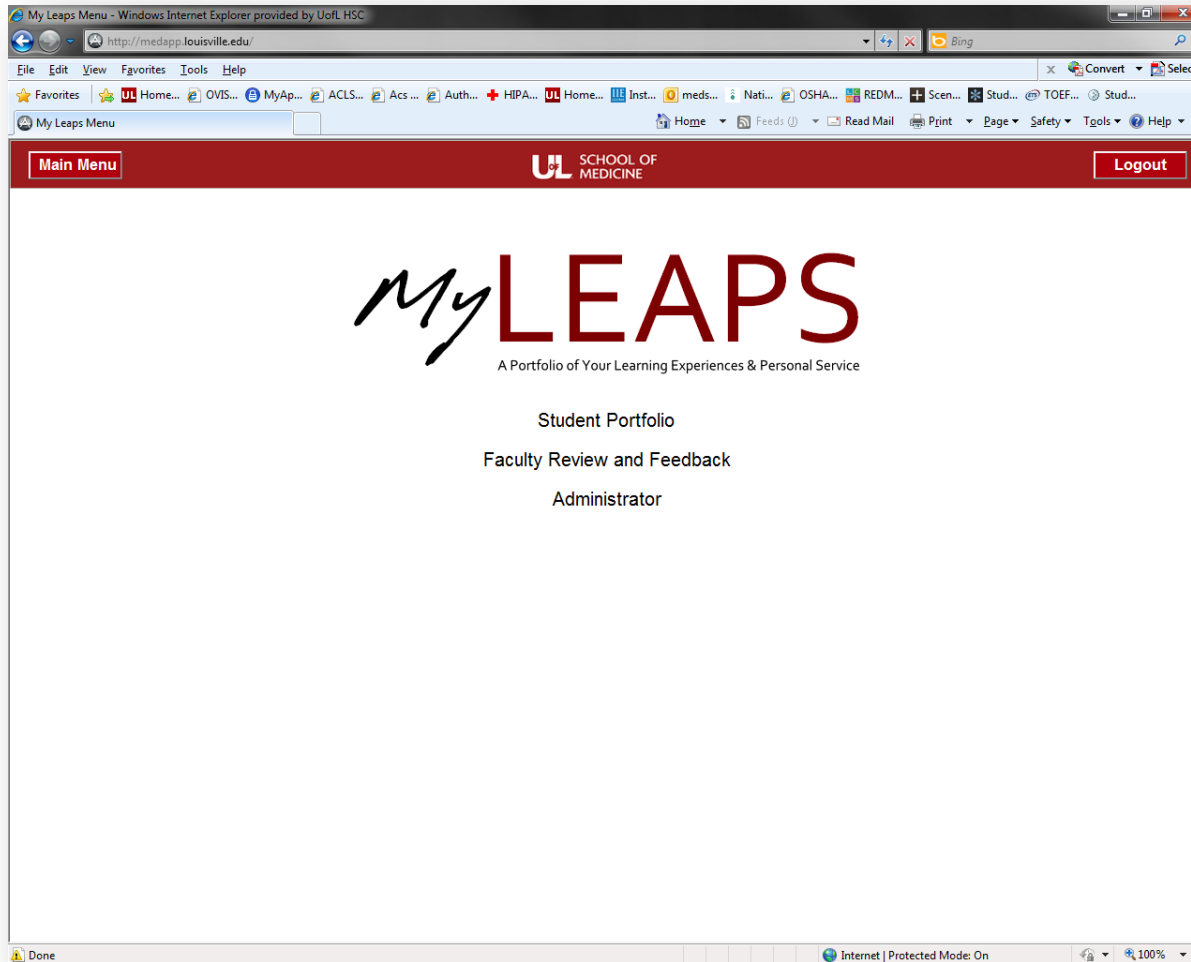 My Leaps Menu - Windows Internet Explorer provided by UofL HSC
http://medapp.louisville.edu/
Bing
File Edit View Favorites Tools Help
x Convert Selec
Favorites UL Home... OVIS... MyAp... ACLS... Acs ... Auth... HIPA... UL Home... Inst... meds... Nati... OSHA... REDM... Scen... Stud... TOEF... Stud...
My Leaps Menu
Home Feeds (J) Read Mail Print Page Safety Tools Help
Main Menu
UofL SCHOOL OF
MEDICINE
Logout
My LEAPS
A Portfolio of Your Learning Experiences & Personal Service
Student Portfolio
Faculty Review and Feedback
Administrator
Done
Internet | Protected Mode: On
100%